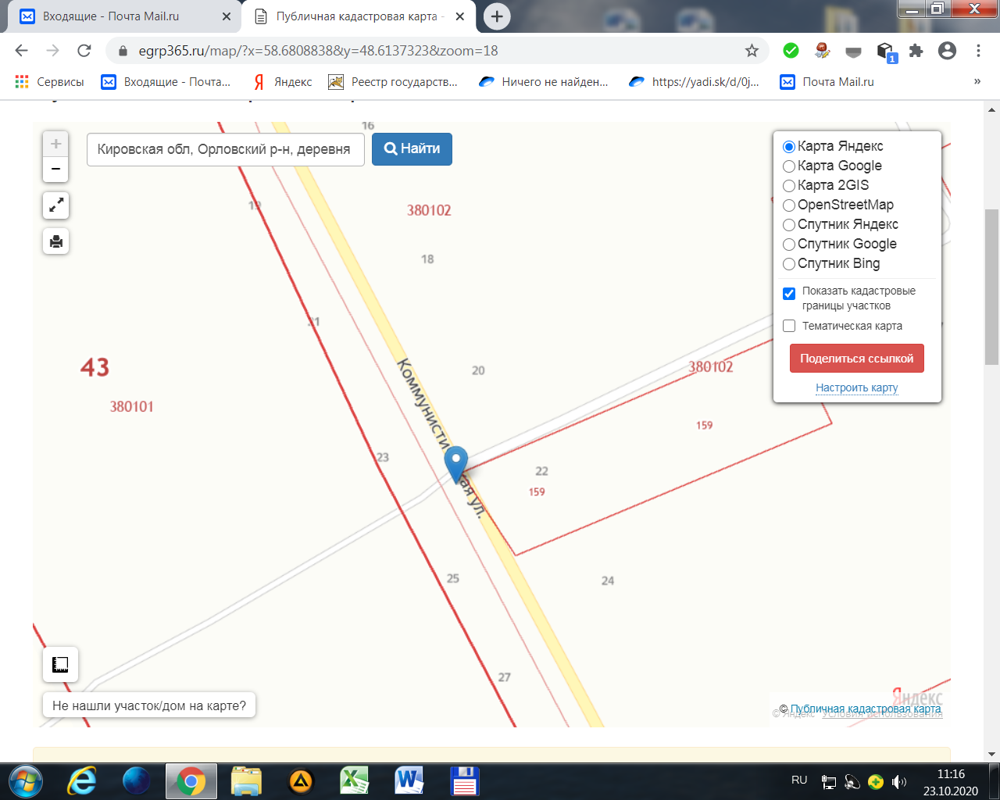 Входящие - Почта Mail.ru
Публичная кадастровая карта -
egrp365.ru/map/?x=58.6808838&y=48.6137323&zoom=18
Сервисы
Входящие - Почта...
Яндекс
Реестр государств...
Ничего не найден...
https://yadi.sk/d/0j...
Почта Mail.ru
»
1
16
+
−
Кировская обл, Орловский р-н, деревня
Найти
Карта Яндекс
Карта Google
Карта 2GIS
OpenStreetMap
Спутник Яндекс
Спутник Google
Спутник Bing
Показать кадастровые
границы участков
Тематическая карта
Поделиться ссылкой
Настроить карту
19
380102
18
21
43
20
380102
380101
Коммунисти
кая ул.
159
23
22
159
25
24
27
Не нашли участок/дом на карте?
Яндекс
© Публичная кадастровая карта
© Яндекс Условия использования
RU
11:16
23.10.2020